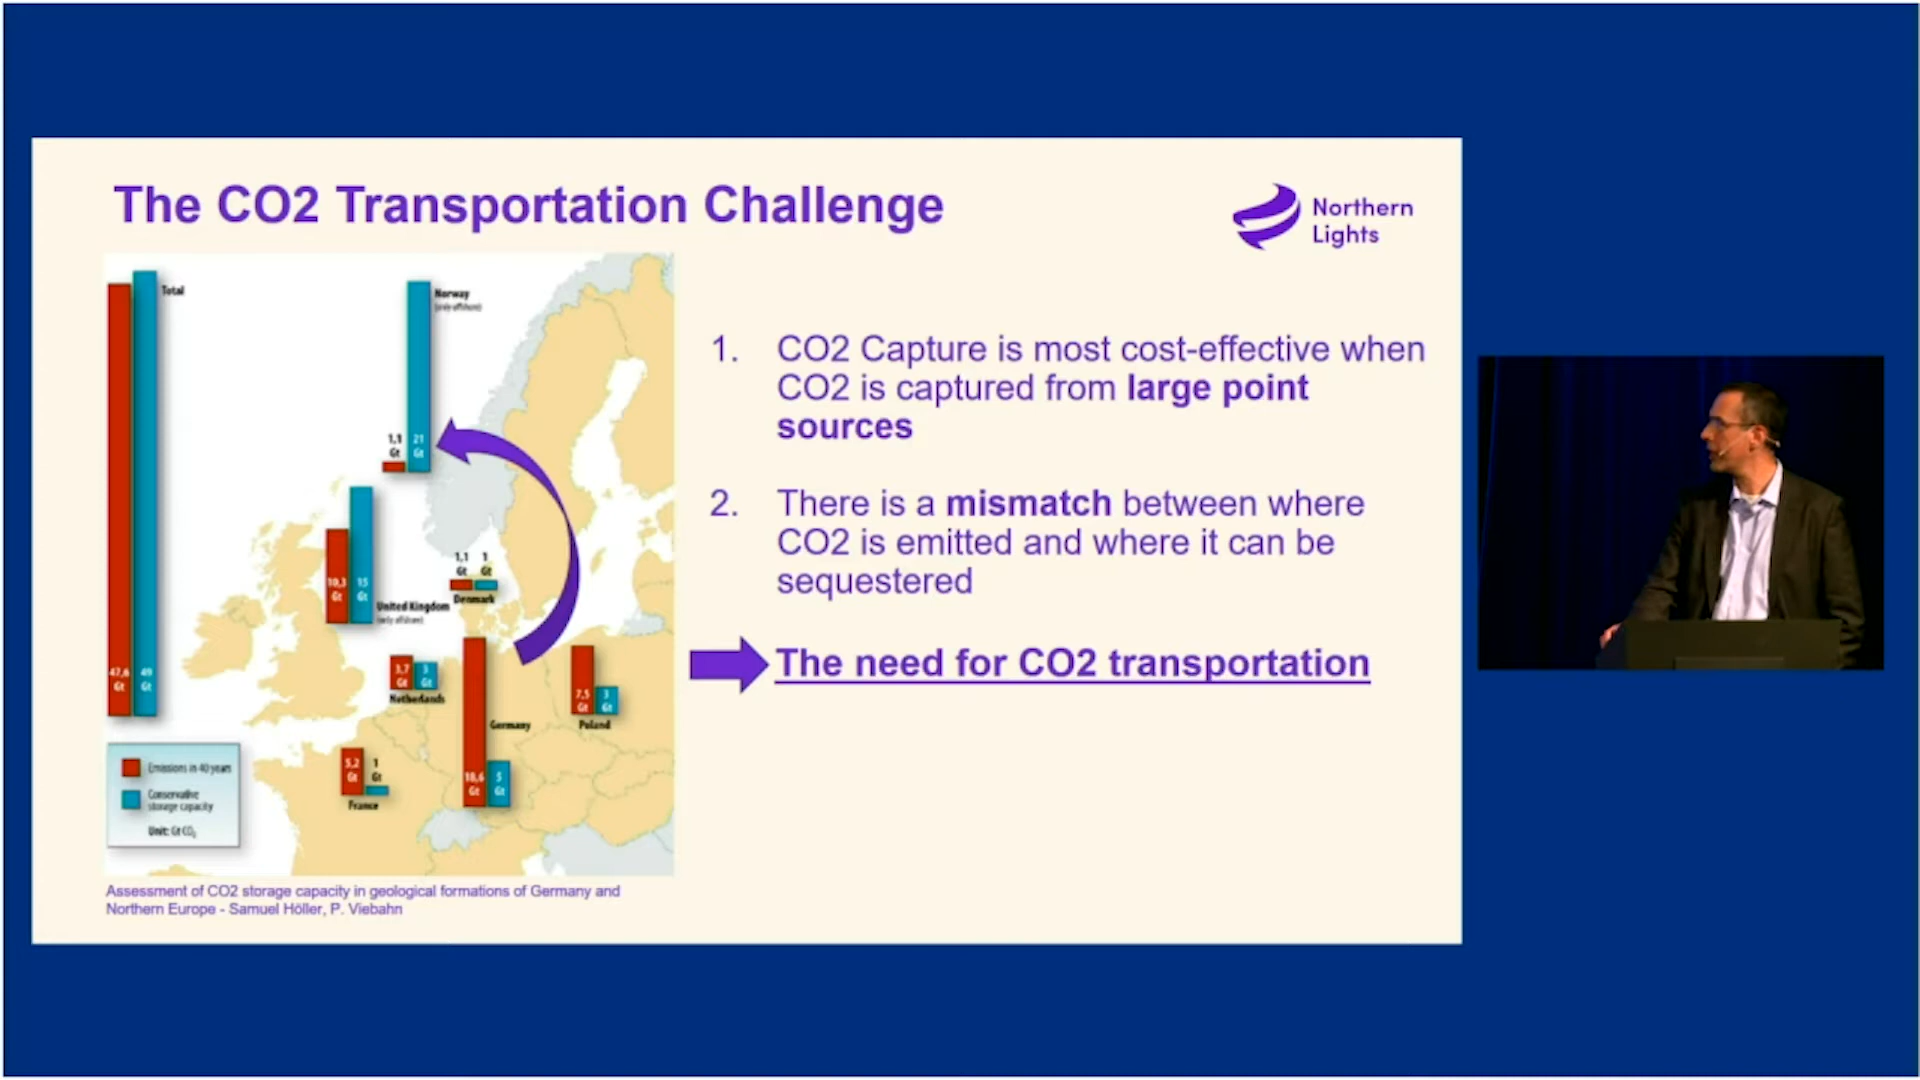 The CO2 Transportation Challenge
Northern
Lights
Total
Norway
(only offshore)
1,1
Gt
21
Gt
10,3
Gt
15
Gt
United Kingdom
(only offshore)
1,1
Gt
1
Gt
Denmark
47,6
Gt
49
Gt
3,7
Gt
3
Gt
Netherlands
18,6
Gt
5
Gt
Germany
7,5
Gt
3
Gt
Poland
5,2
Gt
1
Gt
France
Emissions in 40 years
Conservative
storage capacity
Unit: Gt CO₂
Assessment of CO2 storage capacity in geological formations of Germany and
Northern Europe - Samuel Höller, P. Viebahn
1. CO2 Capture is most cost-effective when
CO2 is captured from large point
sources
2. There is a mismatch between where
CO2 is emitted and where it can be
sequestered
The need for CO2 transportation